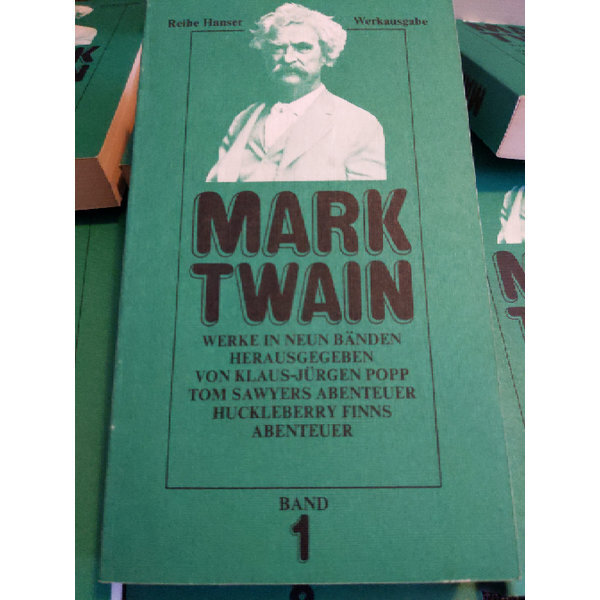 Reihe Hanser Werkausgabe
MARK
TWAIN
WERKE IN NEUN BÄNDEN
HERAUSGEGEBEN
VON KLAUS-JÜRGEN POPP
TOM SAWYERS ABENTEUER
HUCKLEBERRY FINNS
ABENTEUER
BAND
1